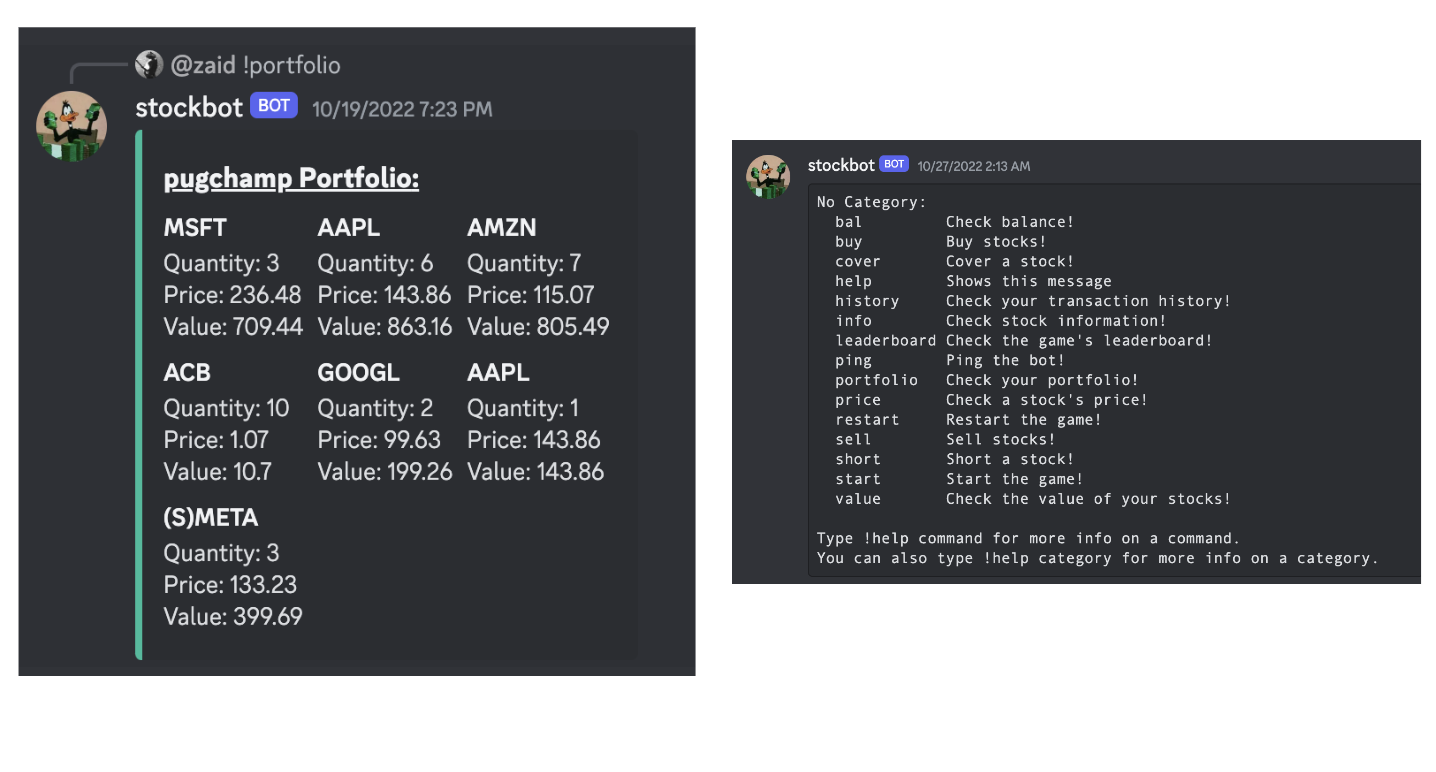 @zaid !portfolio
stockbot BOT 10/19/2022 7:23 PM
pugchamp Portfolio:
MSFT AAPL AMZN
Quantity: 3 Quantity: 6 Quantity: 7
Price: 236.48 Price: 143.86 Price: 115.07
Value: 709.44 Value: 863.16 Value: 805.49
ACB GOOGL AAPL
Quantity: 10 Quantity: 2 Quantity: 1
Price: 1.07 Price: 99.63 Price: 143.86
Value: 10.7 Value: 199.26 Value: 143.86
(S)META
Quantity: 3
Price: 133.23
Value: 399.69
stockbot BOT 10/27/2022 2:13 AM
No Category:
bal Check balance!
buy Buy stocks!
cover Cover a stock!
help Shows this message
history Check your transaction history!
info Check stock information!
leaderboard Check the game's leaderboard!
ping Ping the bot!
portfolio Check your portfolio!
price Check a stock's price!
restart Restart the game!
sell Sell stocks!
short Short a stock!
start Start the game!
value Check the value of your stocks!
Type !help command for more info on a command.
You can also type !help category for more info on a category.